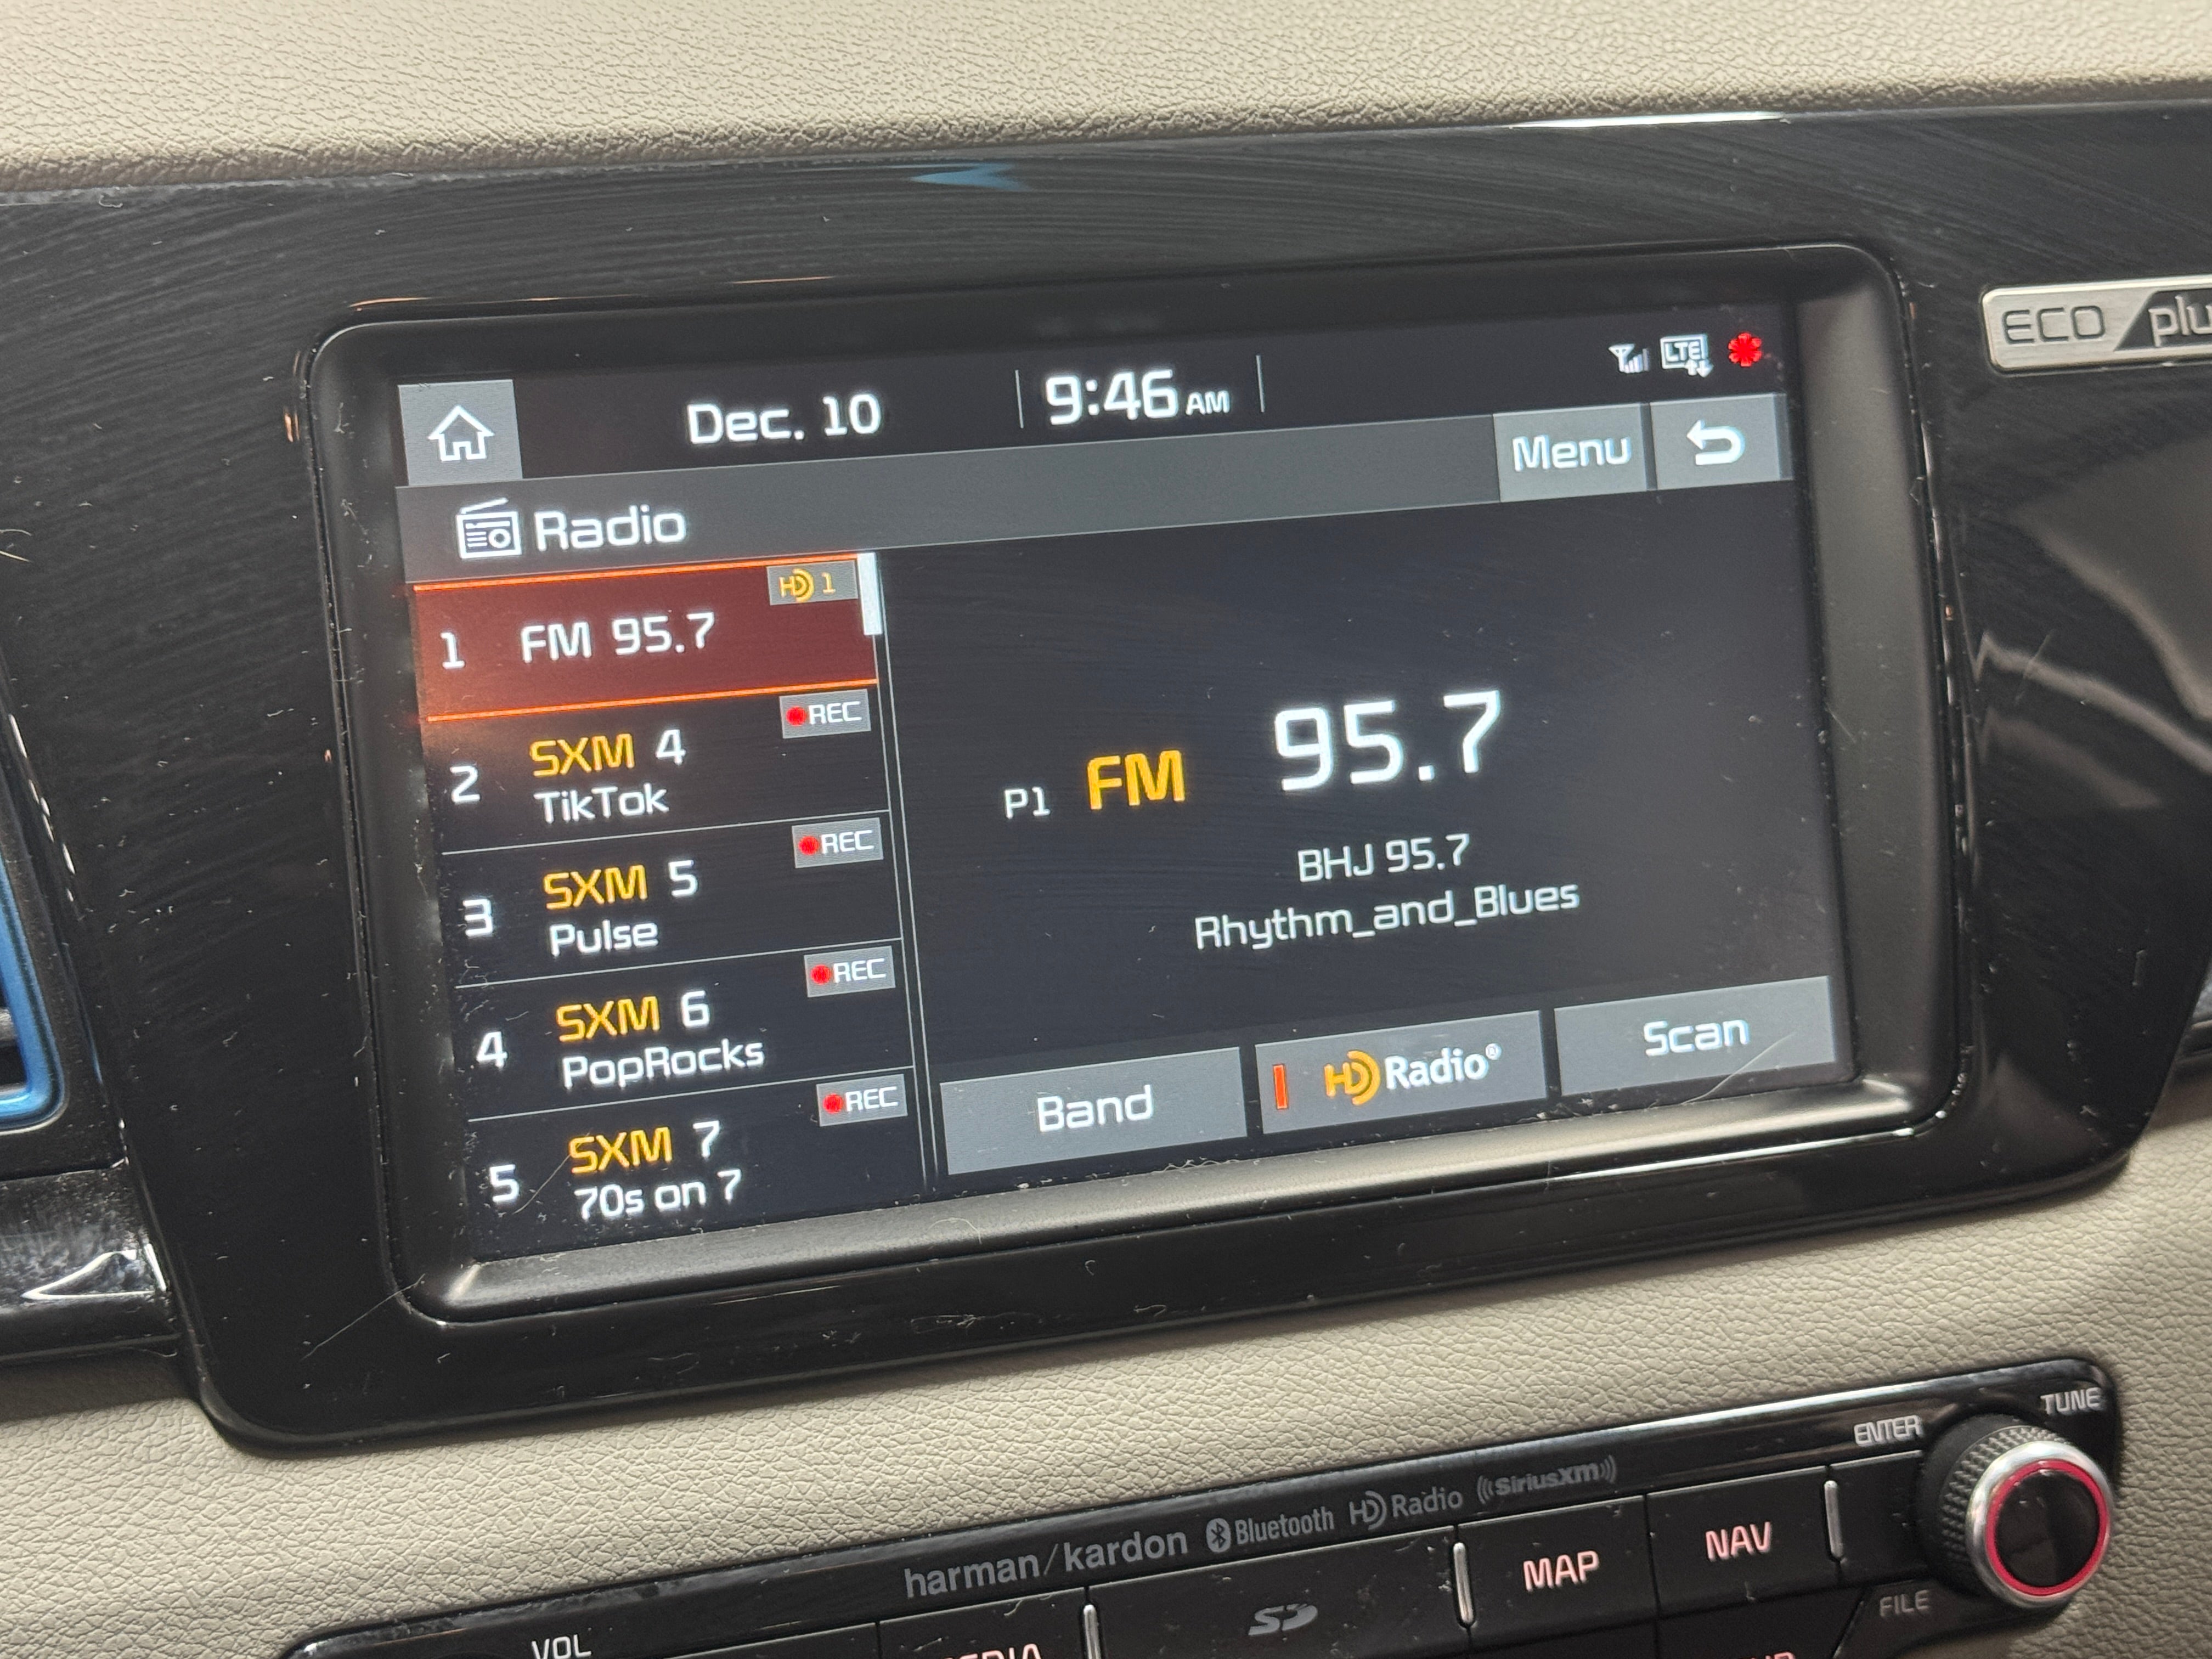 Dec. 10 9:46 AM LTE
Menu
Radio
1 FM 95.7 HD 1
2 SXM 4 REC
TikTok
3 SXM 5 REC
Pulse
4 SXM 6 REC
PopRocks
5 SXM 7 REC
70s on 7
P1 FM 95.7
BHJ 95.7
Rhythm_and_Blues
Band HD Radio® Scan
ECO plu
TUNE
ENTER
harman/kardon Bluetooth HD Radio ((SiriusXM))
VOL SD MAP NAV
FILE